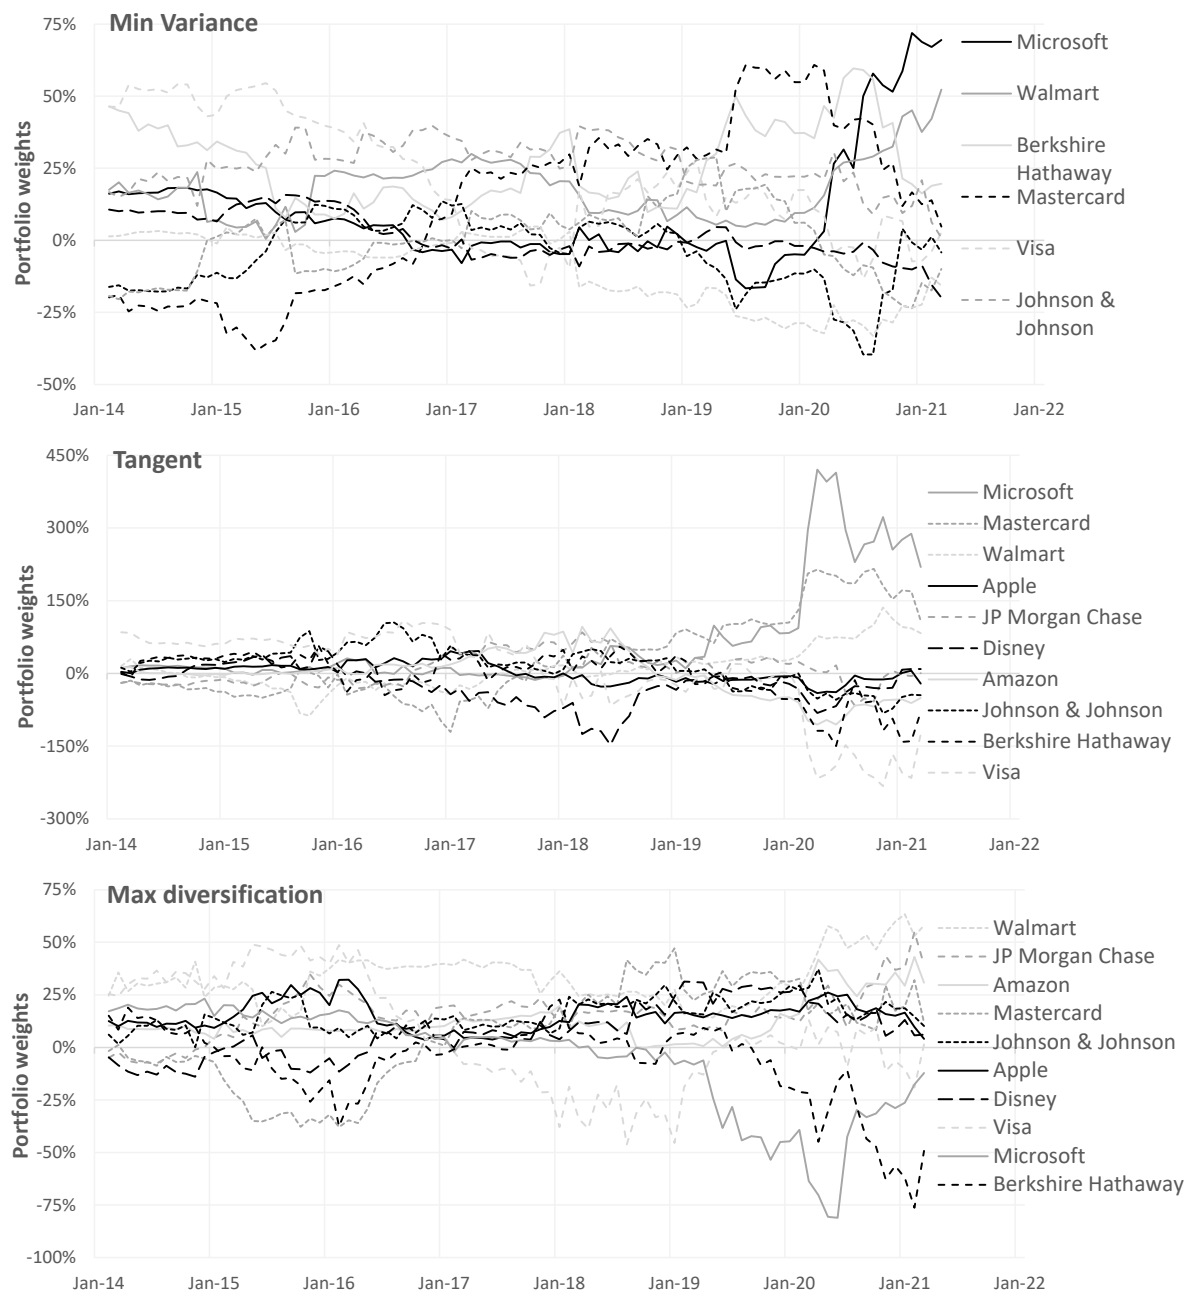 Min Variance
Portfolio weights
75%
50%
25%
0%
-25%
-50%
Jan-14 Jan-15 Jan-16 Jan-17 Jan-18 Jan-19 Jan-20 Jan-21 Jan-22
Microsoft
Walmart
Berkshire
Hathaway
Mastercard
Visa
Johnson &
Johnson
Tangent
Portfolio weights
450%
300%
150%
0%
-150%
-300%
Jan-14 Jan-15 Jan-16 Jan-17 Jan-18 Jan-19 Jan-20 Jan-21 Jan-22
Microsoft
Mastercard
Walmart
Apple
JP Morgan Chase
Disney
Amazon
Johnson & Johnson
Berkshire Hathaway
Visa
Max diversification
Portfolio weights
75%
50%
25%
0%
-25%
-50%
-75%
-100%
Jan-14 Jan-15 Jan-16 Jan-17 Jan-18 Jan-19 Jan-20 Jan-21 Jan-22
Walmart
JP Morgan Chase
Amazon
Mastercard
Johnson & Johnson
Apple
Disney
Visa
Microsoft
Berkshire Hathaway